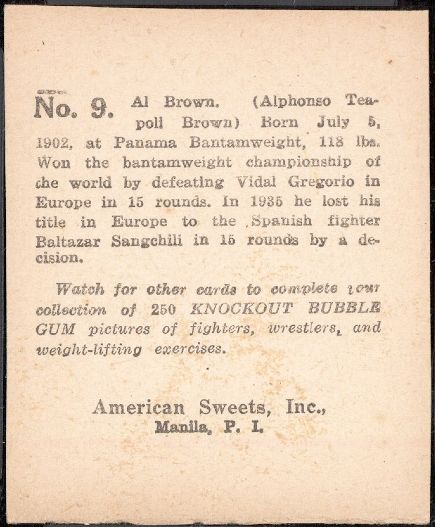 No. 9. Al Brown. (Alphonso Tea-
poll Brown) Born July 5,
1902, at Panama Bantamweight, 118 lbs.
Won the bantamweight championship of
the world by defeating Vidal Gregorio in
Europe in 15 rounds. In 1935 he lost his
title in Europe to the Spanish fighter
Baltazar Sangchili in 15 rounds by a de-
cision.
Watch for other cards to complete your
collection of 250 KNOCKOUT BUBBLE
GUM pictures of fighters, wrestlers, and
weight-lifting exercises.
American Sweets, Inc.,
Manila, P. I.